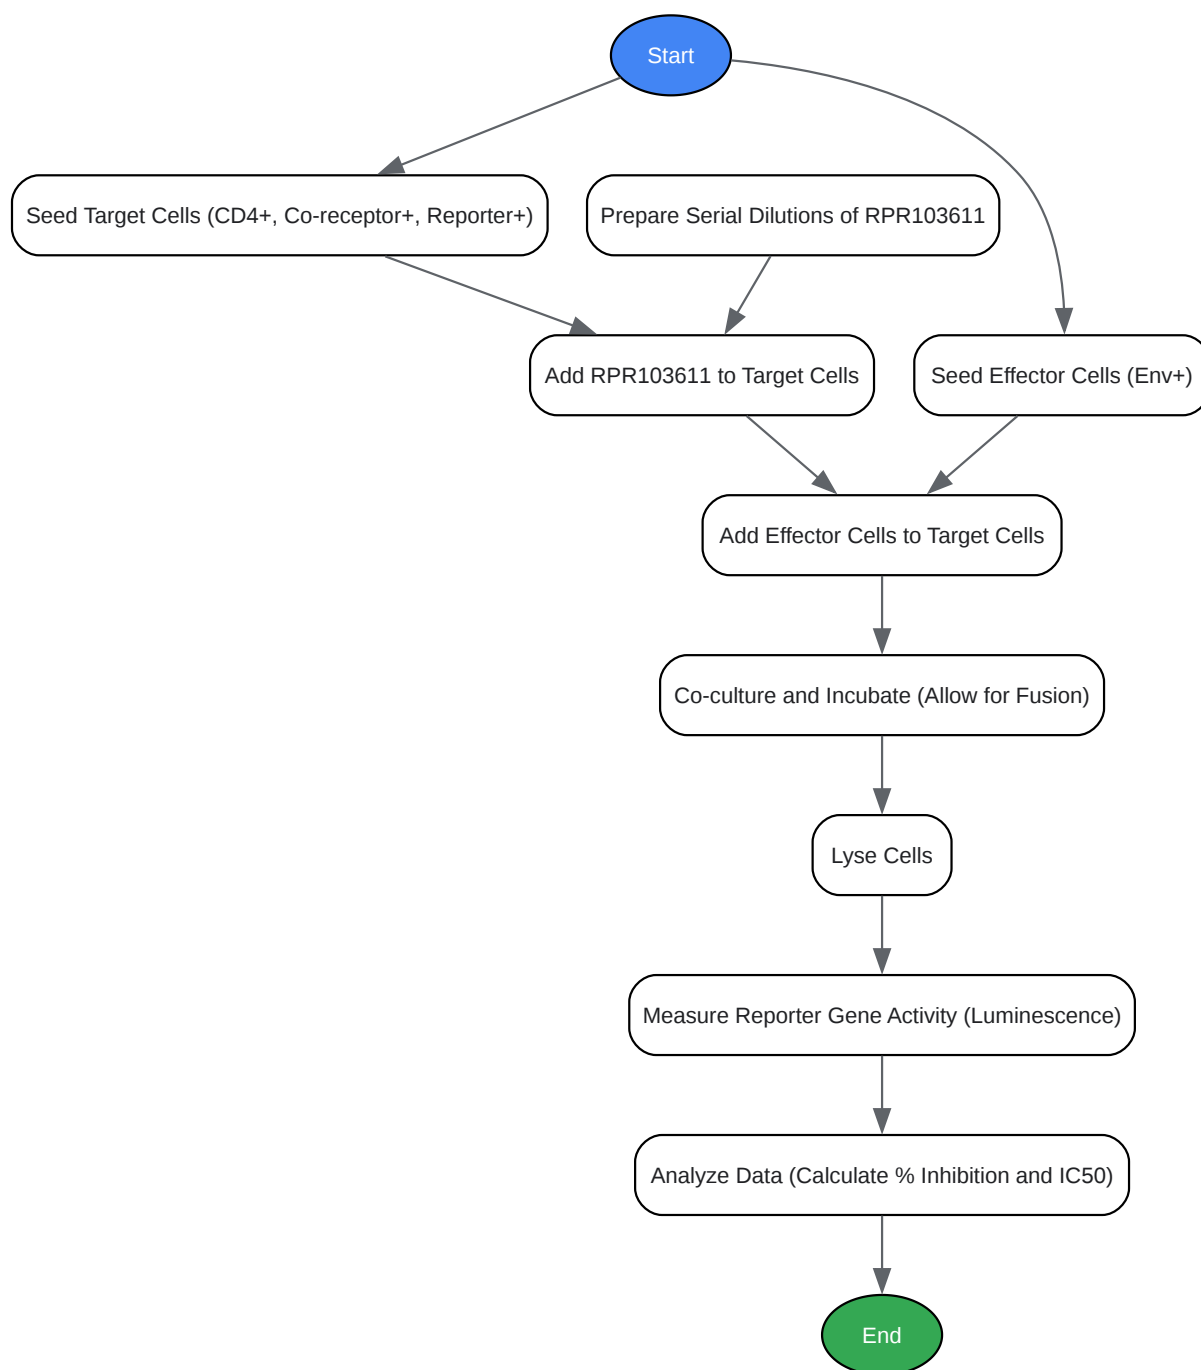 Start
Seed Target Cells (CD4+, Co-receptor+, Reporter+)
Prepare Serial Dilutions of RPR103611
Add RPR103611 to Target Cells
Seed Effector Cells (Env+)
Add Effector Cells to Target Cells
Co-culture and Incubate (Allow for Fusion)
Lyse Cells
Measure Reporter Gene Activity (Luminescence)
Analyze Data (Calculate % Inhibition and IC50)
End